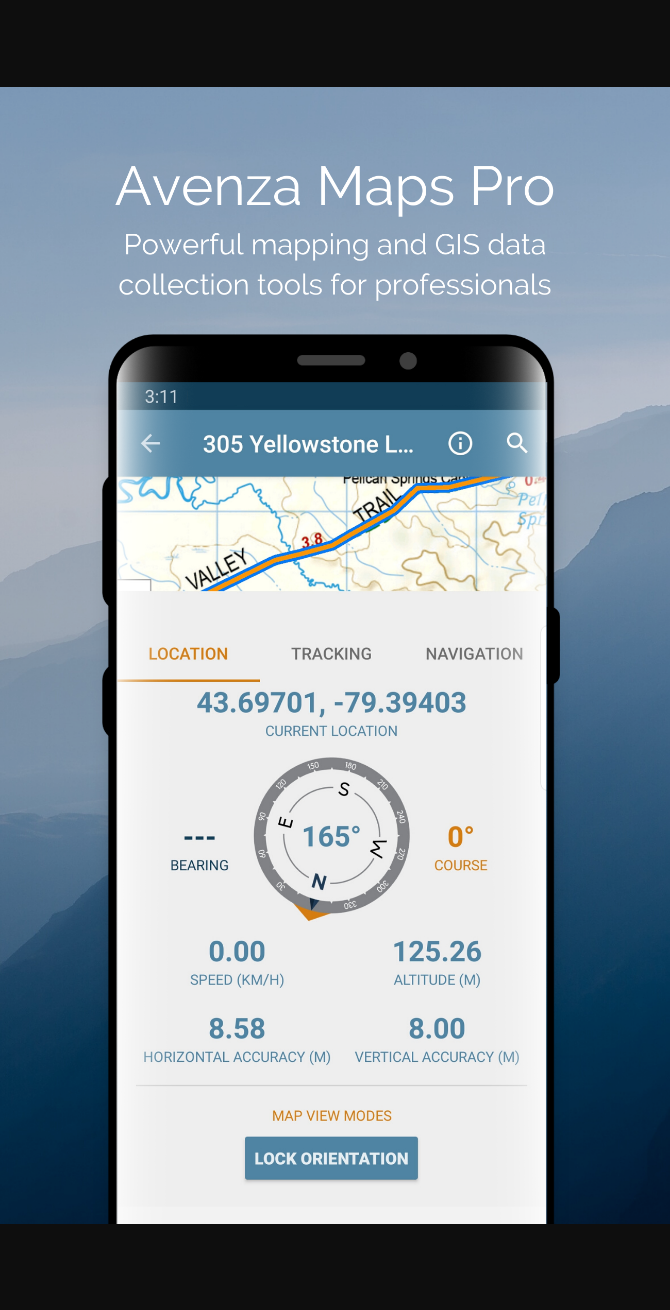 Avenza Maps Pro
Powerful mapping and GIS data
collection tools for professionals
3:11
305 Yellowstone L...
Pelican Springs
TRAIL
3.8
VALLEY
LOCATION
TRACKING
NAVIGATION
43.69701, -79.39403
CURRENT LOCATION
150
180
120
210
S
90
240
E
165°
W
60
270
N
30
300
330
---
BEARING
0°
COURSE
0.00
SPEED (KM/H)
125.26
ALTITUDE (M)
8.58
HORIZONTAL ACCURACY (M)
8.00
VERTICAL ACCURACY (M)
MAP VIEW MODES
LOCK ORIENTATION